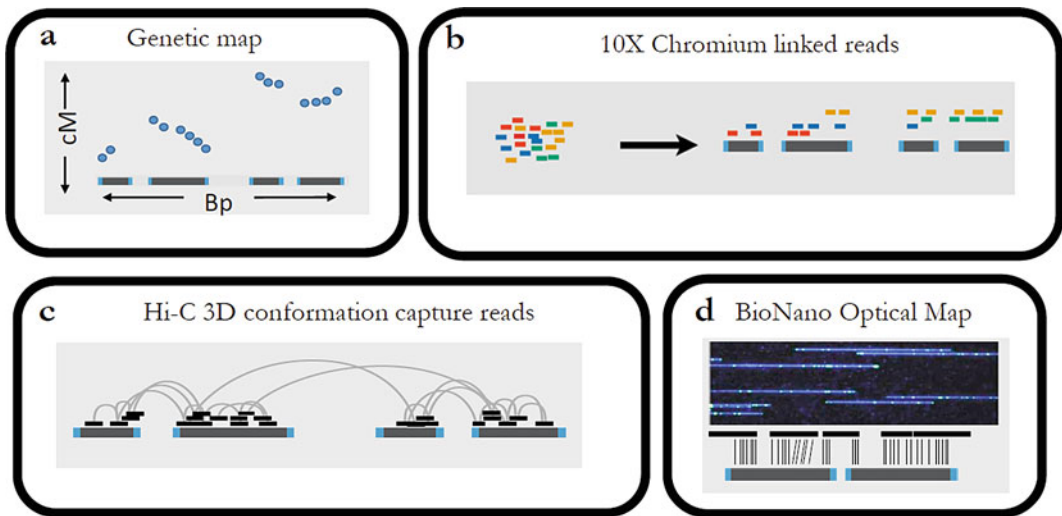 a
Genetic map
cM
Bp
b
10X Chromium linked reads
c
Hi-C 3D conformation capture reads
d
BioNano Optical Map